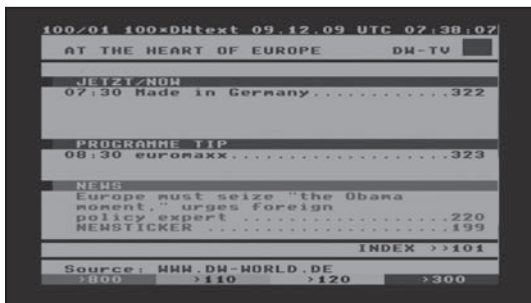 100/01 100*DWtext 09.12.09 UTC 07:38:07
AT THE HEART OF EUROPE DW-TV
JETZT/NOW
07:30 Made in Germany............322
PROGRAMME TIP
08:30 euromaxx...................323
NEWS
Europe must seize "the Obama
moment," urges foreign
policy expert ..................220
NEWSTICKER .....................199
INDEX >>101
Source: WWW.DW-WORLD.DE
>800 >110 >120 >300